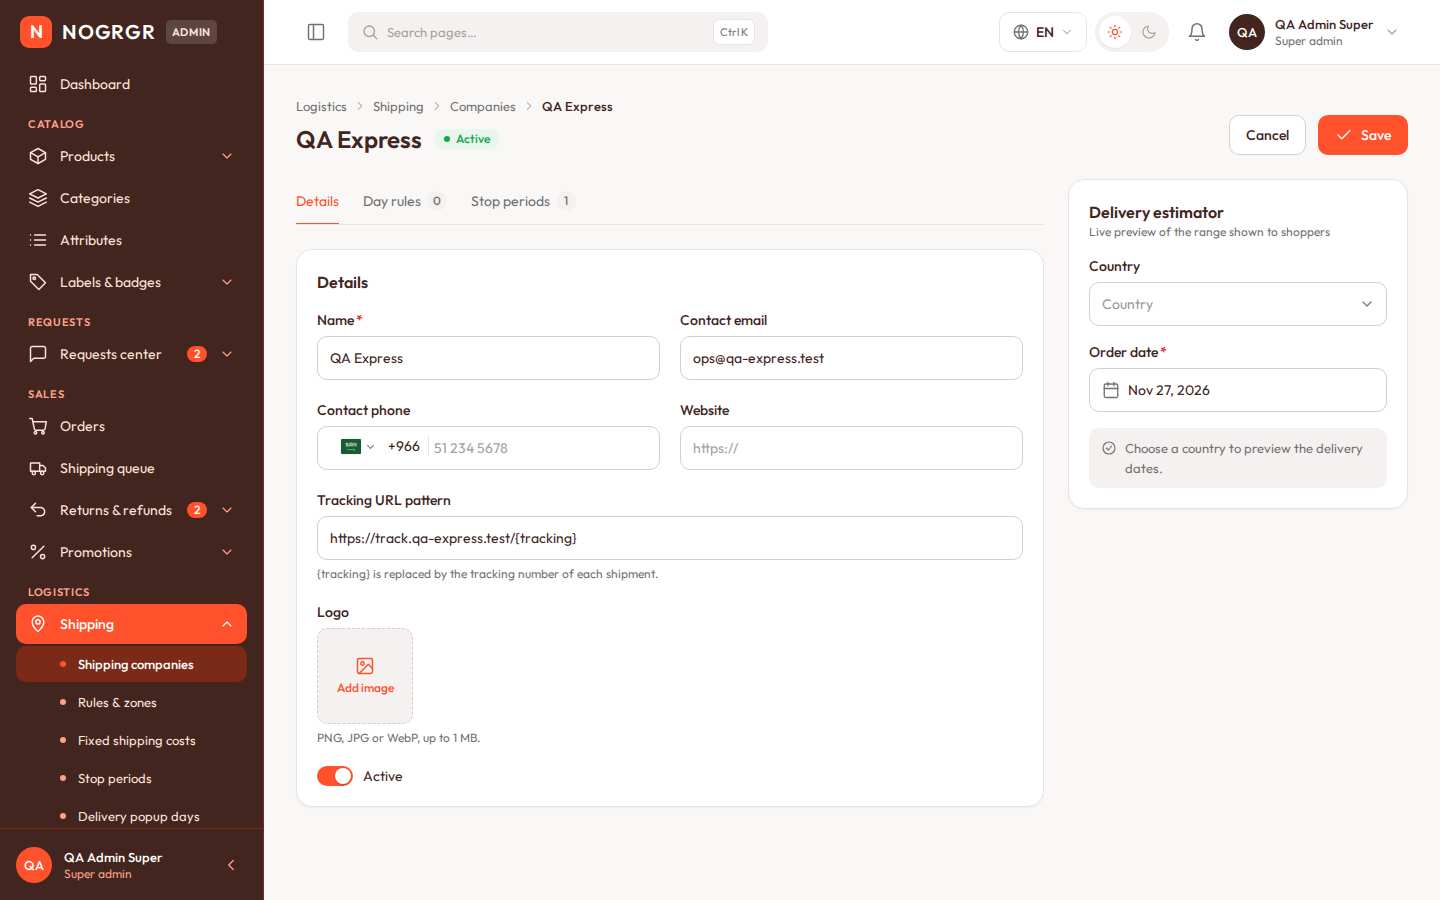 N NOGRGR ADMIN
Search pages...
Ctrl K
EN
QA
QA Admin Super
Super admin
Dashboard
CATALOG
Products
Categories
Attributes
Labels & badges
REQUESTS
Requests center 2
SALES
Orders
Shipping queue
Returns & refunds 2
Promotions
LOGISTICS
Shipping
Shipping companies
Rules & zones
Fixed shipping costs
Stop periods
Delivery popup days
QA
QA Admin Super
Super admin
Logistics > Shipping > Companies > QA Express
QA Express Active
Cancel
Save
Details
Day rules 0
Stop periods 1
Details
Name*
QA Express
Contact email
ops@qa-express.test
Contact phone
+966 51 234 5678
Website
https://
Tracking URL pattern
https://track.qa-express.test/{tracking}
{tracking} is replaced by the tracking number of each shipment.
Logo
Add image
PNG, JPG or WebP, up to 1 MB.
Active
Delivery estimator
Live preview of the range shown to shoppers
Country
Country
Order date*
Nov 27, 2026
Choose a country to preview the delivery
dates.